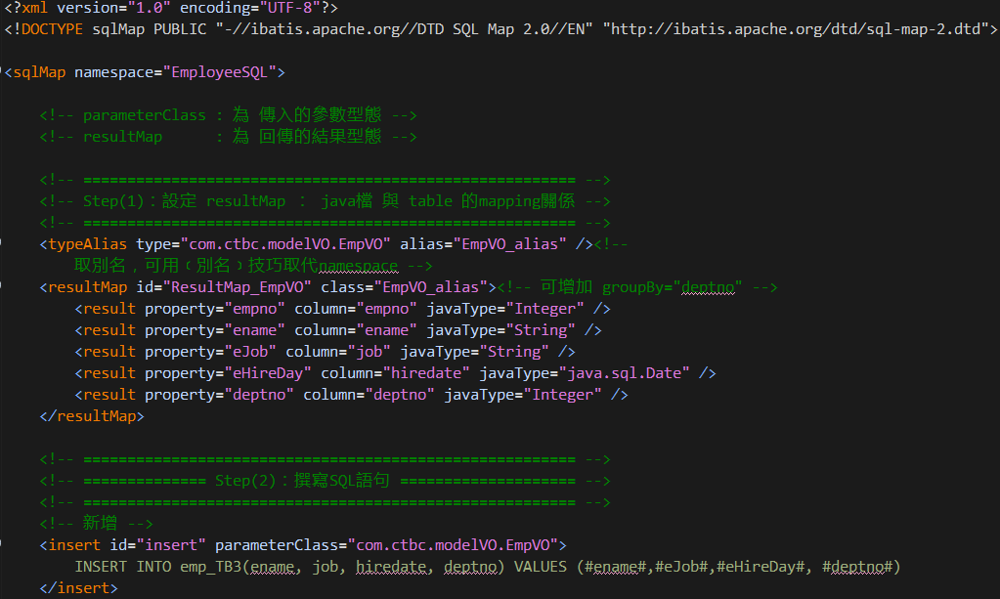 <?xml version="1.0" encoding="UTF-8"?>
<!DOCTYPE sqlMap PUBLIC "-//ibatis.apache.org//DTD SQL Map 2.0//EN" "http://ibatis.apache.org/dtd/sql-map-2.dtd">
<sqlMap namespace="EmployeeSQL">
<!-- parameterClass : 為 傳入的參數型態 -->
<!-- resultMap      : 為 回傳的結果型態 -->
<!-- ======================================================== -->
<!-- Step(1)：設定 resultMap ： java檔 與 table 的mapping關係 -->
<!-- ======================================================== -->
<typeAlias type="com.ctbc.modelVO.EmpVO" alias="EmpVO_alias" /><!--
取別名，可用﹝別名﹞技巧取代namespace -->
<resultMap id="ResultMap_EmpVO" class="EmpVO_alias"><!-- 可增加 groupBy="deptno" -->
<result property="empno" column="empno" javaType="Integer" />
<result property="ename" column="ename" javaType="String" />
<result property="eJob" column="job" javaType="String" />
<result property="eHireDay" column="hiredate" javaType="java.sql.Date" />
<result property="deptno" column="deptno" javaType="Integer" />
</resultMap>
<!-- ======================================================== -->
<!-- ============== Step(2)：撰寫SQL語句 ==================== -->
<!-- ======================================================== -->
<!-- 新增 -->
<insert id="insert" parameterClass="com.ctbc.modelVO.EmpVO">
INSERT INTO emp_TB3(ename, job, hiredate, deptno) VALUES (#ename#,#eJob#,#eHireDay#, #deptno#)
</insert>